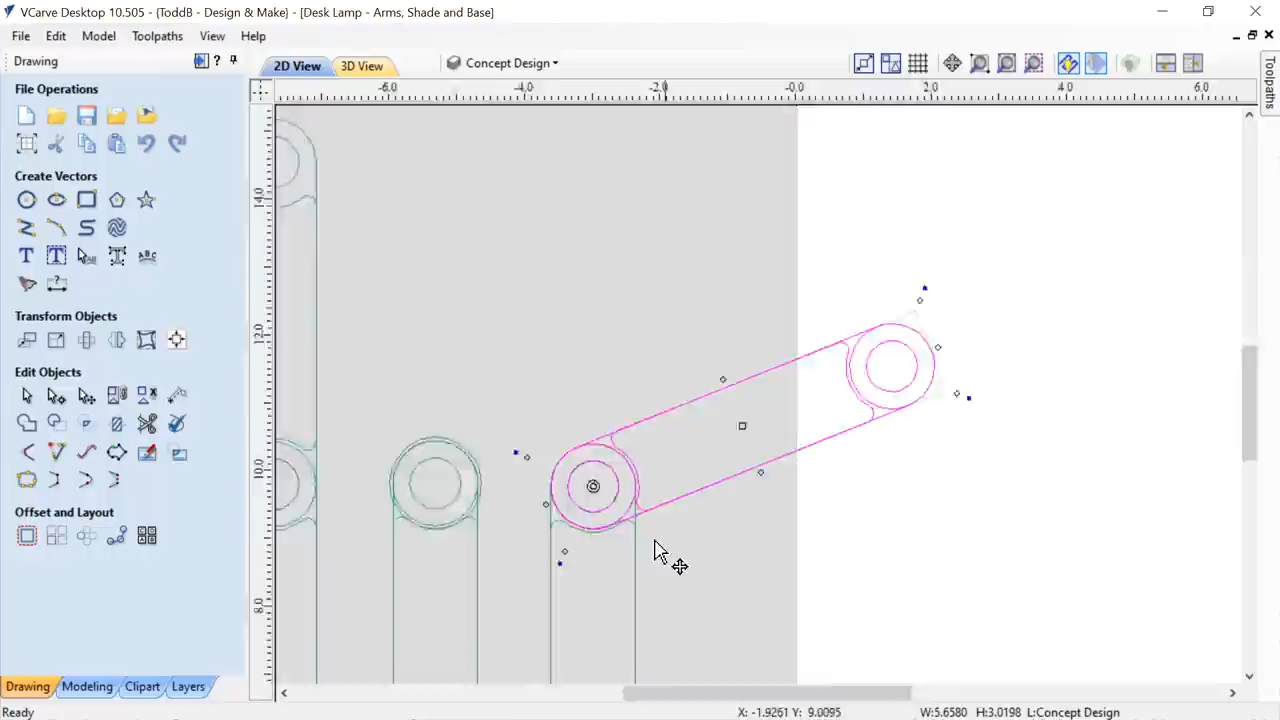 VCarve Desktop 10.505 - {ToddB - Design & Make} - [Desk Lamp - Arms, Shade and Base]
File Edit Model Toolpaths View Help
Drawing ?
2D View 3D View Concept Design
Toolpaths
-6.0 -4.0 -2.0 -0.0 2.0 4.0 6.0
14.0
12.0
10.0
8.0
File Operations
Create Vectors
T T T ABC
Transform Objects
Edit Objects
Offset and Layout
Drawing Modeling Clipart Layers
Ready X: -1.9261 Y: 9.0095 W:5.6580 H:3.0198 L:Concept Design